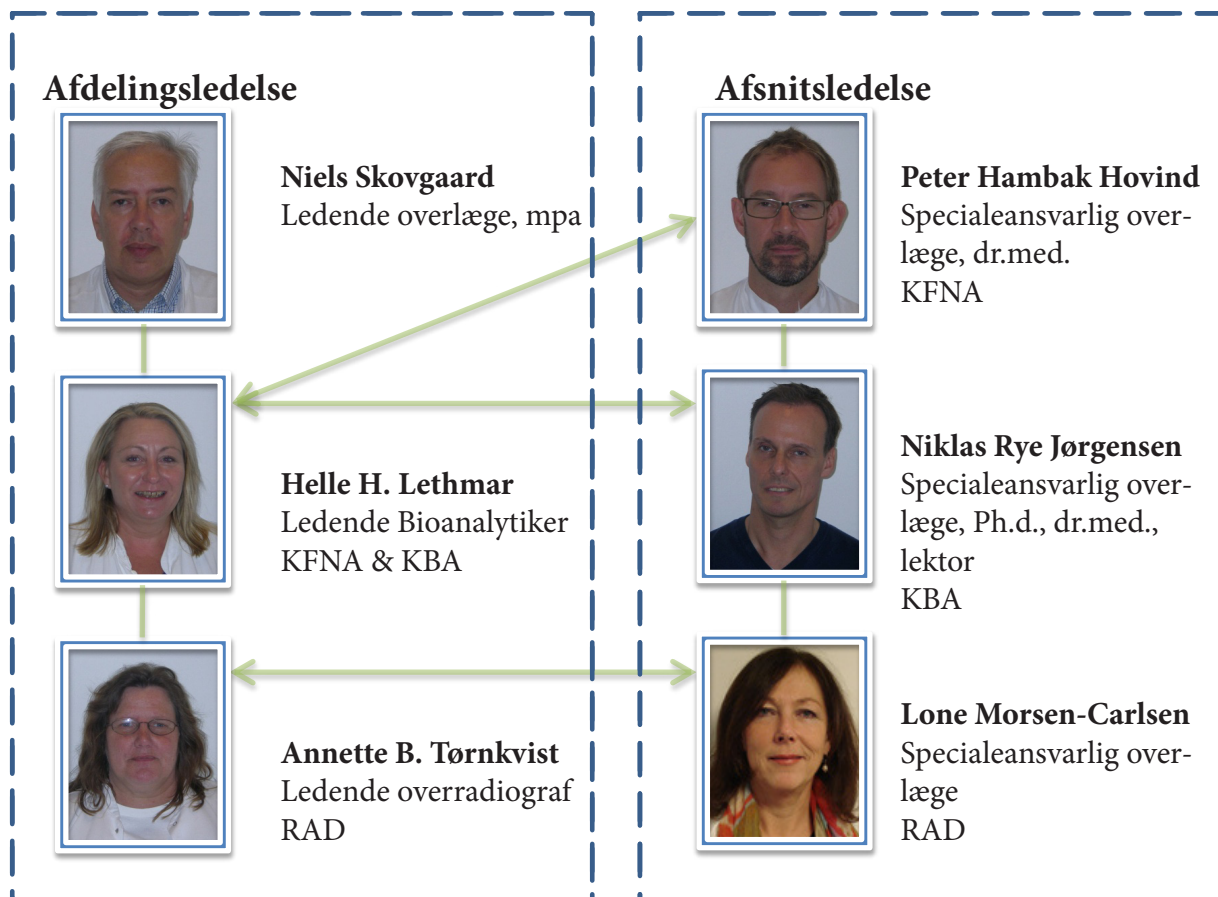 Afdelingsledelse
Niels Skovgaard
Ledende overlæge, mpa
Helle H. Lethmar
Ledende Bioanalytiker
KFNA & KBA
Annette B. Tørnkvist
Ledende overradiograf
RAD
Afsnitsledelse
Peter Hambak Hovind
Specialeansvarlig over-
læge, dr.med.
KFNA
Niklas Rye Jørgensen
Specialeansvarlig over-
læge, Ph.d., dr.med.,
lektor
KBA
Lone Morsen-Carlsen
Specialeansvarlig over-
læge
RAD